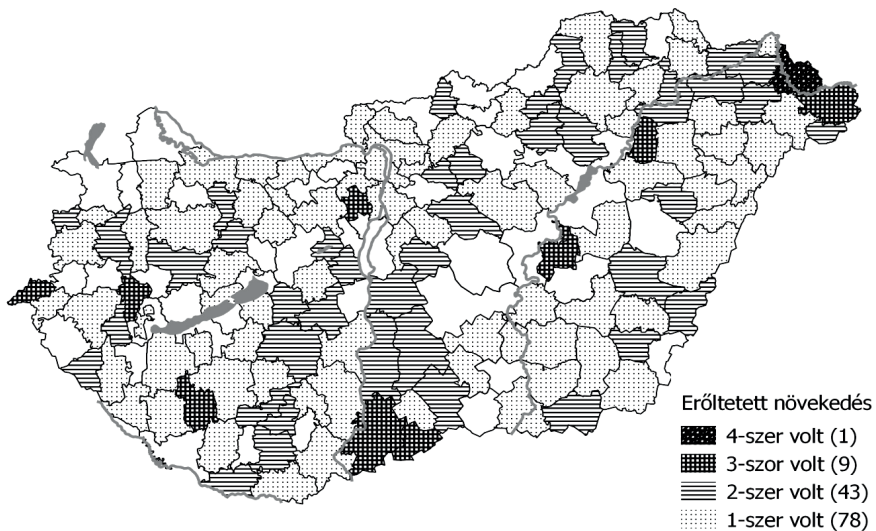 Erőltetett növekedés
4-szer volt (1)
3-szor volt (9)
2-szer volt (43)
1-szer volt (78)